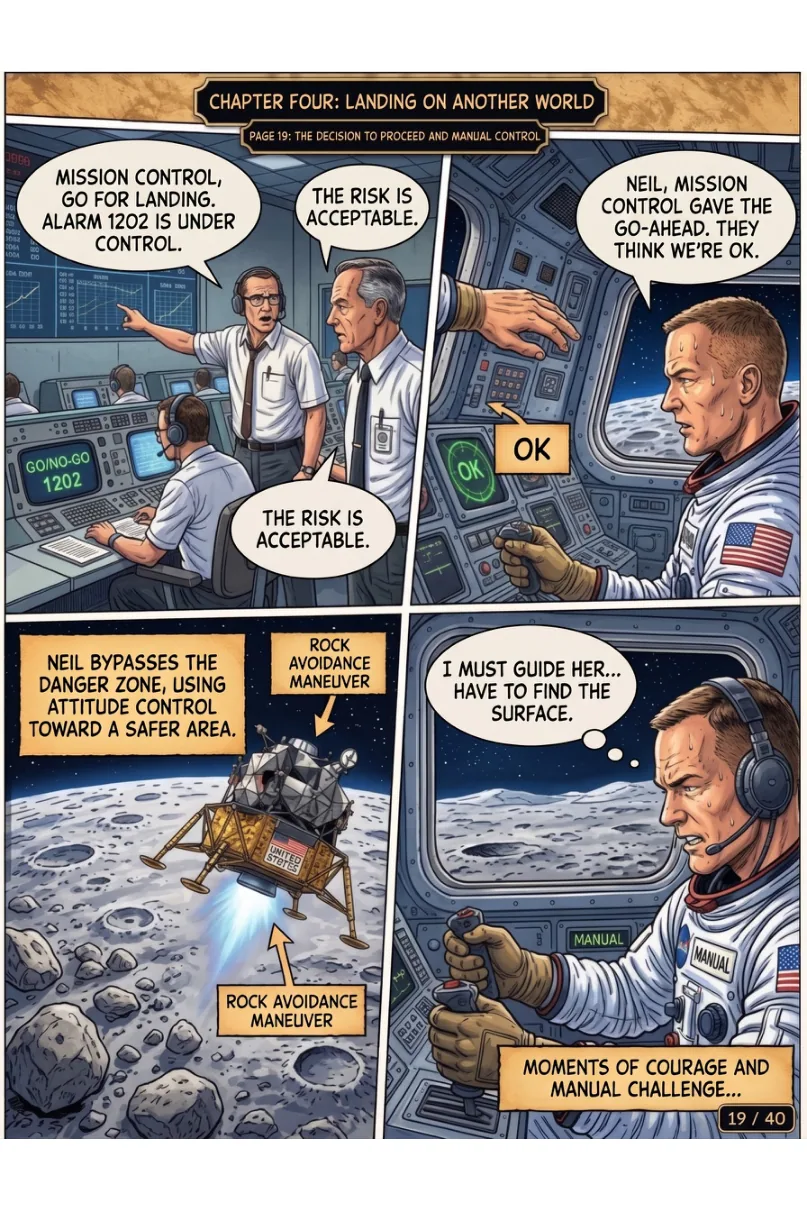 CHAPTER FOUR: LANDING ON ANOTHER WORLD
PAGE 19: THE DECISION TO PROCEED AND MANUAL CONTROL
MISSION CONTROL,
GO FOR LANDING.
ALARM 1202 IS UNDER
CONTROL.
THE RISK IS
ACCEPTABLE.
GO/NO-GO
1202
THE RISK IS
ACCEPTABLE.
NEIL, MISSION
CONTROL GAVE THE
GO-AHEAD. THEY
THINK WE'RE OK.
OK
OK
NEIL BYPASSES THE
DANGER ZONE, USING
ATTITUDE CONTROL
TOWARD A SAFER AREA.
ROCK
AVOIDANCE
MANEUVER
UNITED
STATES
ROCK AVOIDANCE
MANEUVER
I MUST GUIDE HER...
HAVE TO FIND THE
SURFACE.
MANUAL
MANUAL
MOMENTS OF COURAGE AND
MANUAL CHALLENGE...
19 / 40